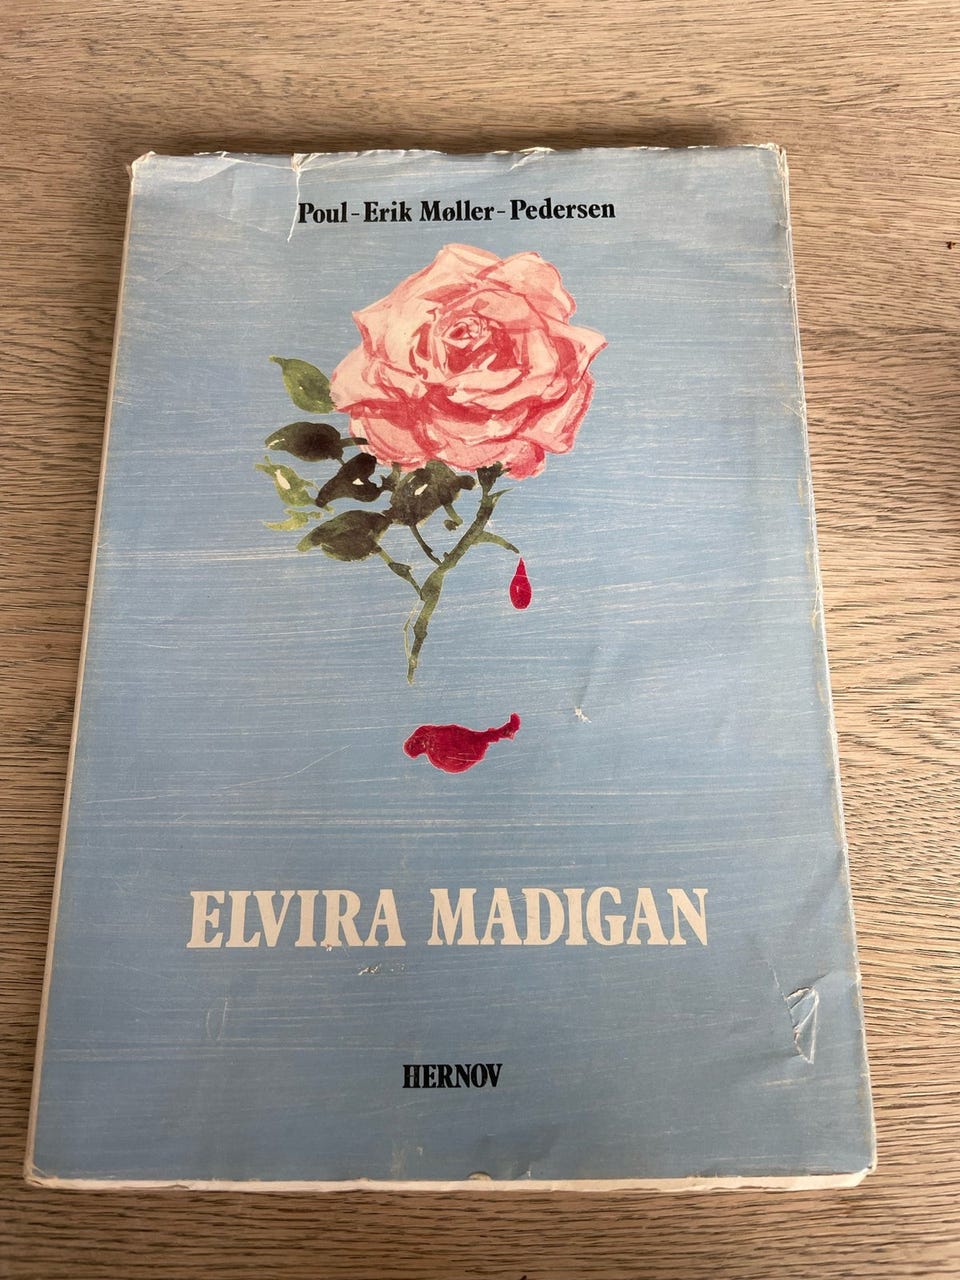 Poul-Erik Møller-Pedersen
ELVIRA MADIGAN
HERNOV